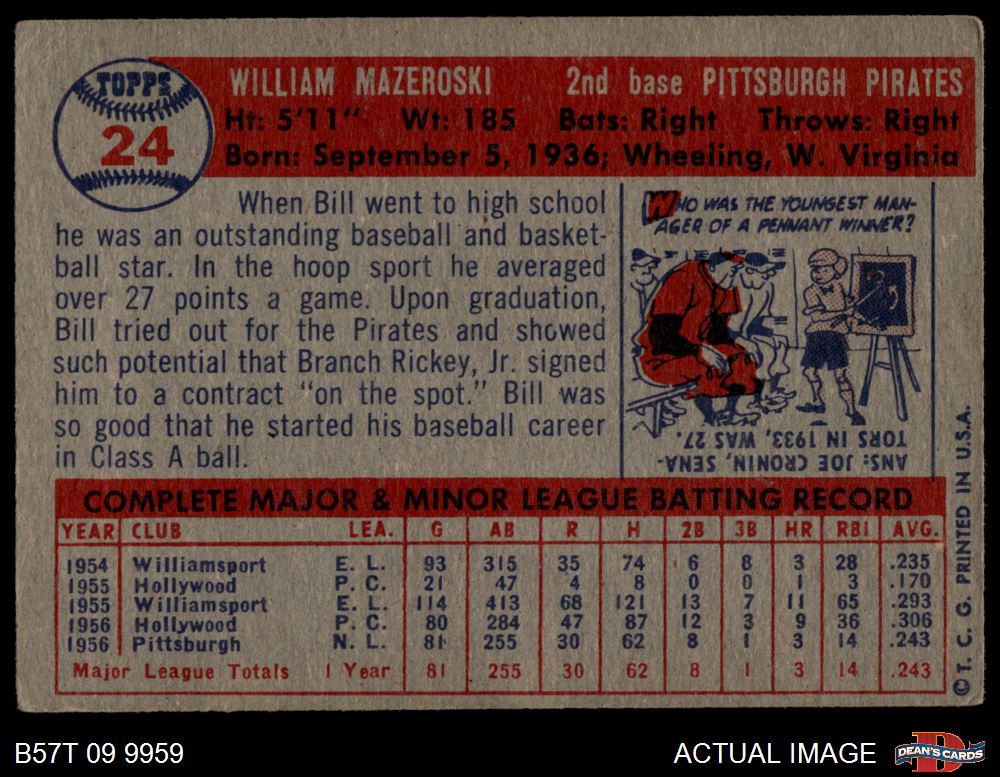 TOPPS
24
WILLIAM MAZEROSKI 2nd base PITTSBURGH PIRATES
Ht: 5'11" Wt: 185 Bats: Right Throws: Right
Born: September 5, 1936; Wheeling, W. Virginia
When Bill went to high school
he was an outstanding baseball and basket-
ball star. In the hoop sport he averaged
over 27 points a game. Upon graduation,
Bill tried out for the Pirates and showed
such potential that Branch Rickey, Jr. signed
him to a contract "on the spot." Bill was
so good that he started his baseball career
in Class A ball.
WHO WAS THE YOUNGEST MAN-
AGER OF A PENNANT WINNER?
ANS: JOE CRONIN, SENA-
TORS IN 1933, WAS 27.
COMPLETE MAJOR & MINOR LEAGUE BATTING RECORD
YEAR CLUB LEA. G AB R H 2B 3B HR RBI AVG.
1954 Williamsport E. L. 93 315 35 74 6 8 3 28 .235
1955 Hollywood P. C. 21 47 4 8 0 0 1 3 .170
1955 Williamsport E. L. 114 413 68 121 13 7 11 65 .293
1956 Hollywood P. C. 80 284 47 87 12 3 9 36 .306
1956 Pittsburgh N. L. 81 255 30 62 8 1 3 14 .243
Major League Totals 1 Year 81 255 30 62 8 1 3 14 .243
© T. C. G. PRINTED IN U.S.A.
B57T 09 9959
ACTUAL IMAGE
DEAN'S CARDS